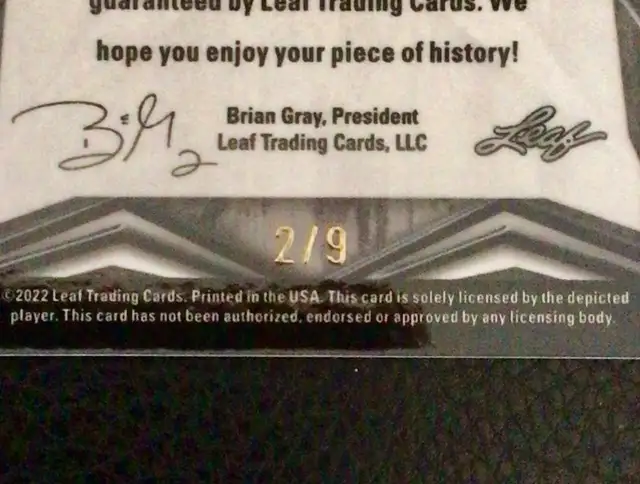 guaranteed by Leaf Trading Cards. We
hope you enjoy your piece of history!
Brian Gray, President
Leaf Trading Cards, LLC
Leaf
2/9
©2022 Leaf Trading Cards. Printed in the USA. This card is solely licensed by the depicted
player. This card has not been authorized, endorsed or approved by any licensing body.